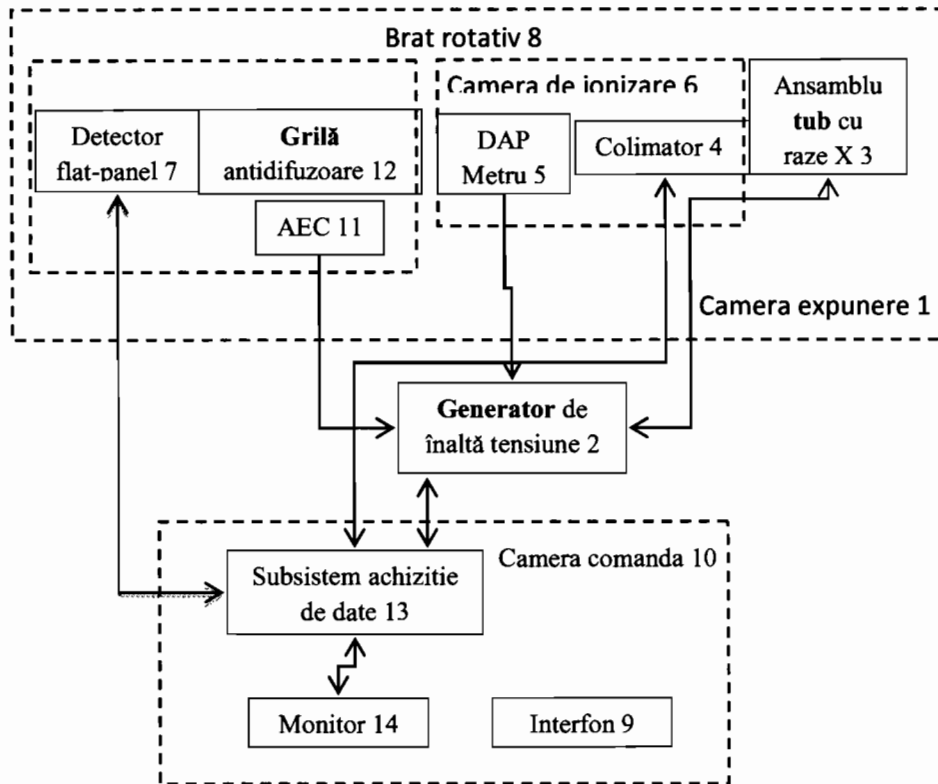 Brat rotativ 8
Detector
flat-panel 7
Grilă
antidifuzoare 12
AEC 11
Camera de ionizare 6
DAP
Metru 5
Colimator 4
Ansamblu
tub cu
raze X 3
Camera expunere 1
Generator de
înaltă tensiune 2
Camera comanda 10
Subsistem achizitie
de date 13
Monitor 14
Interfon 9